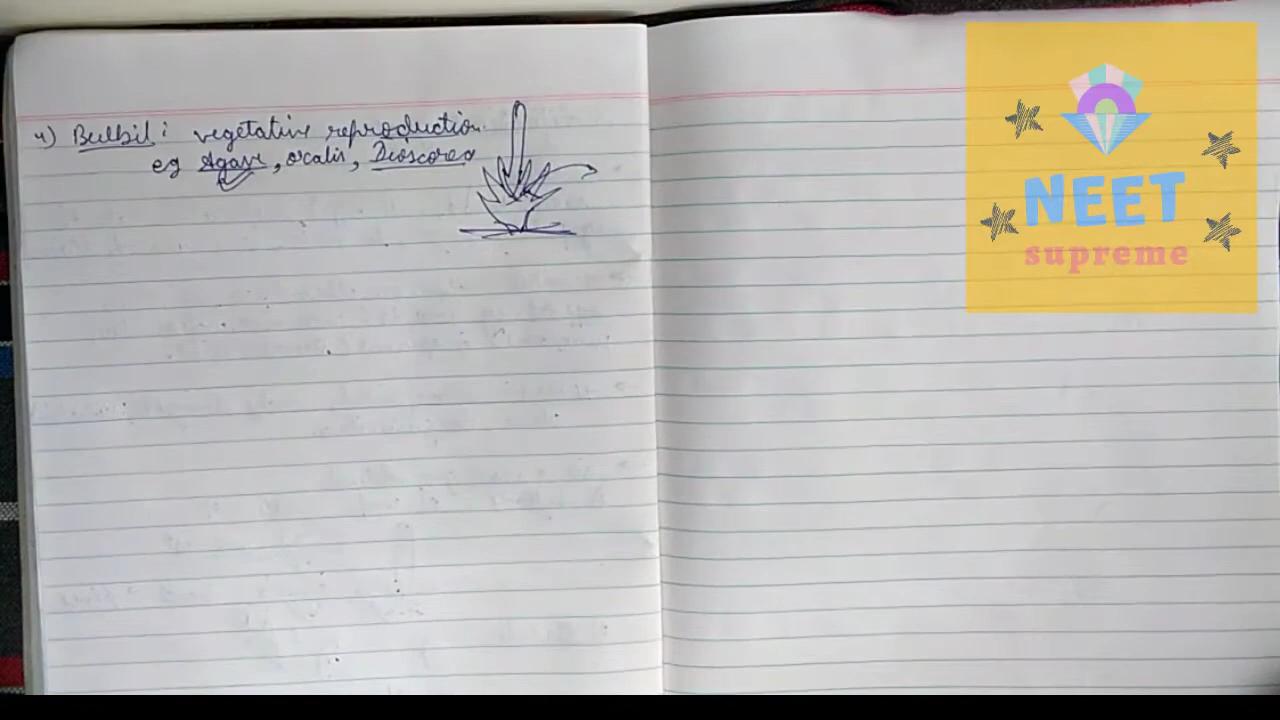 4) Bulbil : vegetative reproduction.
eg Agave, oxalis, Dioscorea
NEET
supreme